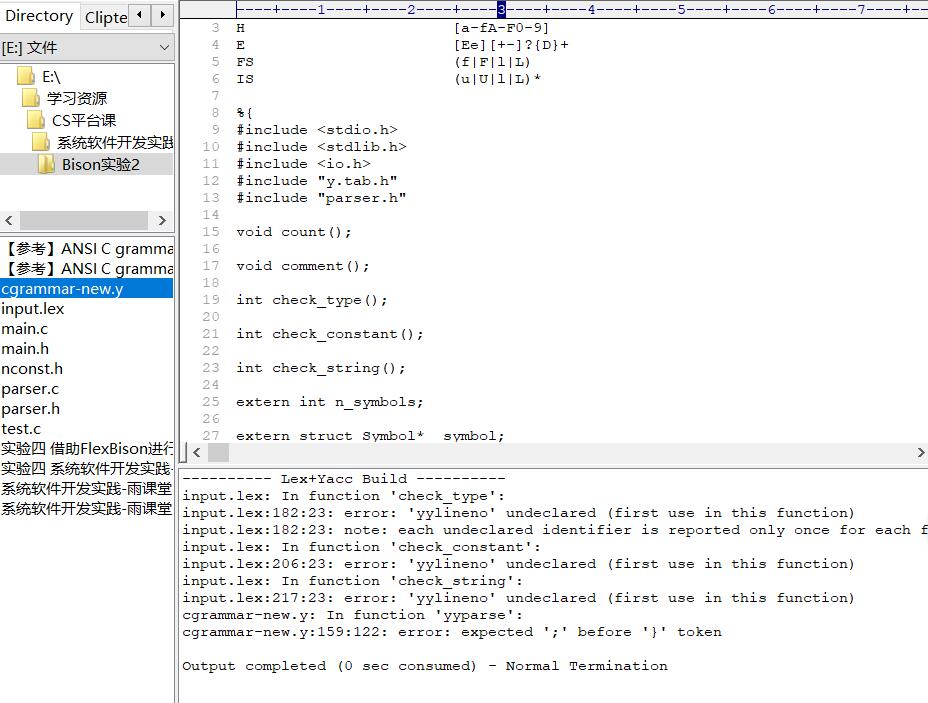 Directory Clipte
[E:] 文件
E:\
学习资源
CS平台课
系统软件开发实践
Bison实验2
【参考】ANSI C gramma
【参考】ANSI C gramma
cgrammar-new.y
input.lex
main.c
main.h
nconst.h
parser.c
parser.h
test.c
实验四 借助FlexBison进行
实验四 系统软件开发实践-
系统软件开发实践-雨课堂
系统软件开发实践-雨课堂
----+----1----+----2----+----3----+----4----+----5----+----6----+----7----+--
3 H [a-fA-F0-9]
4 E [Ee][+-]?{D}+
5 FS (f|F|l|L)
6 IS (u|U|l|L)*
7
8 %{
9 #include <stdio.h>
10 #include <stdlib.h>
11 #include <io.h>
12 #include "y.tab.h"
13 #include "parser.h"
14
15 void count();
16
17 void comment();
18
19 int check_type();
20
21 int check_constant();
22
23 int check_string();
24
25 extern int n_symbols;
26
27 extern struct Symbol* symbol;
---------- Lex+Yacc Build ----------
input.lex: In function 'check_type':
input.lex:182:23: error: 'yylineno' undeclared (first use in this function)
input.lex:182:23: note: each undeclared identifier is reported only once for each f
input.lex: In function 'check_constant':
input.lex:206:23: error: 'yylineno' undeclared (first use in this function)
input.lex: In function 'check_string':
input.lex:217:23: error: 'yylineno' undeclared (first use in this function)
cgrammar-new.y: In function 'yyparse':
cgrammar-new.y:159:122: error: expected ';' before '}' token
Output completed (0 sec consumed) - Normal Termination